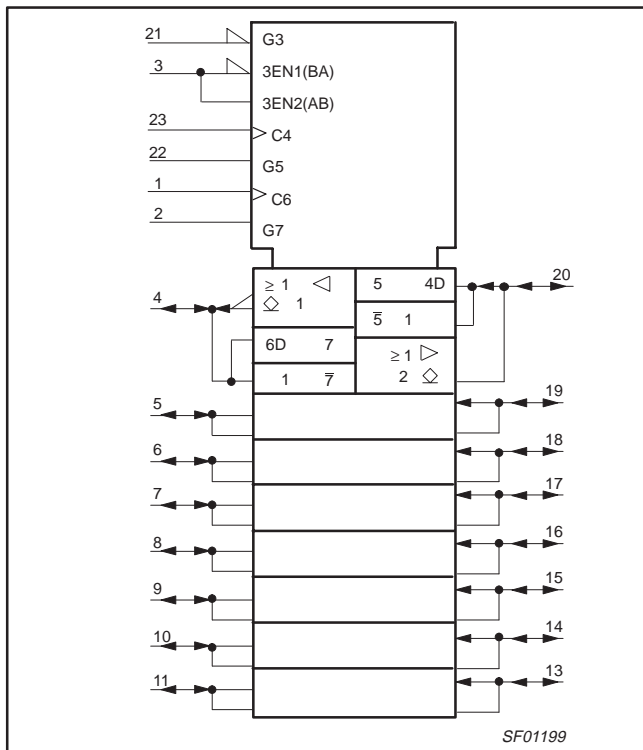 21 G3
3 3EN1(BA)
3EN2(AB)
23 C4
22 G5
1 C6
2 G7
≥ 1 5 4D 20
4 1 5̅ 1
6D 7 ≥ 1
1 7̅ 2
5 19
6 18
7 17
8 16
9 15
10 14
11 13
SF01199